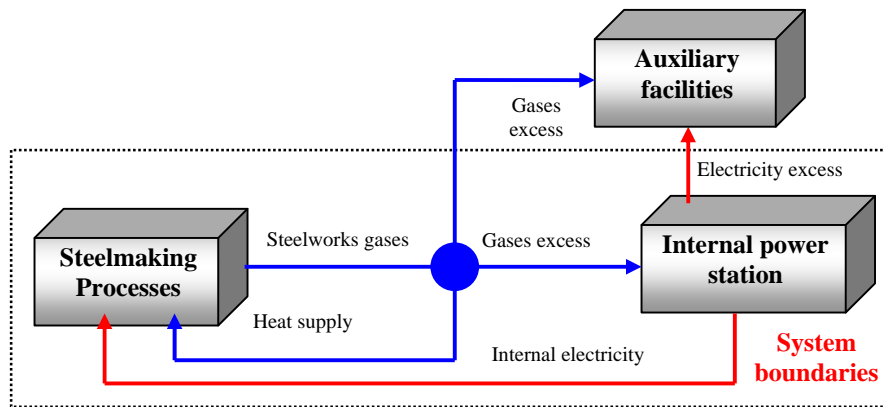 Auxiliary
facilities
Gases
excess
Electricity excess
Steelworks gases
Gases excess
Steelmaking
Processes
Internal power
station
Heat supply
Internal electricity
System
boundaries